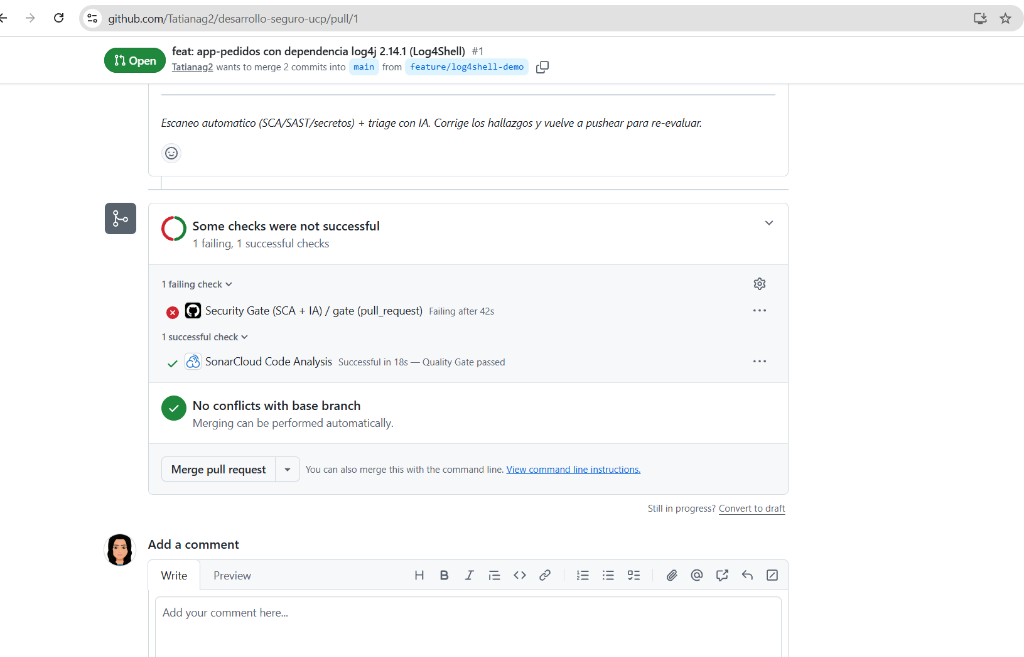 github.com/Tatianag2/desarrollo-seguro-ucp/pull/1
Open
feat: app-pedidos con dependencia log4j 2.14.1 (Log4Shell) #1
Tatianag2 wants to merge 2 commits into main from feature/log4shell-demo
Escaneo automatico (SCA/SAST/secretos) + triage con IA. Corrige los hallazgos y vuelve a pushear para re-evaluar.
Some checks were not successful
1 failing, 1 successful checks
1 failing check
Security Gate (SCA + IA) / gate (pull_request) Failing after 42s
1 successful check
SonarCloud Code Analysis Successful in 18s — Quality Gate passed
No conflicts with base branch
Merging can be performed automatically.
Merge pull request
You can also merge this with the command line. View command line instructions.
Still in progress? Convert to draft
Add a comment
Write Preview
Add your comment here...